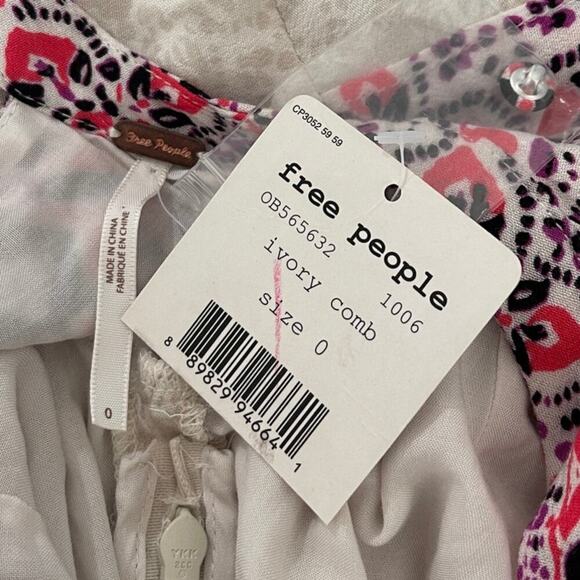 CP3052 59 59
free people
OB565632 1006
ivory comb
size 0
8 89829 94664 1
Free People
MADE IN CHINA
FABRIQUÉ EN CHINE
0
YKK